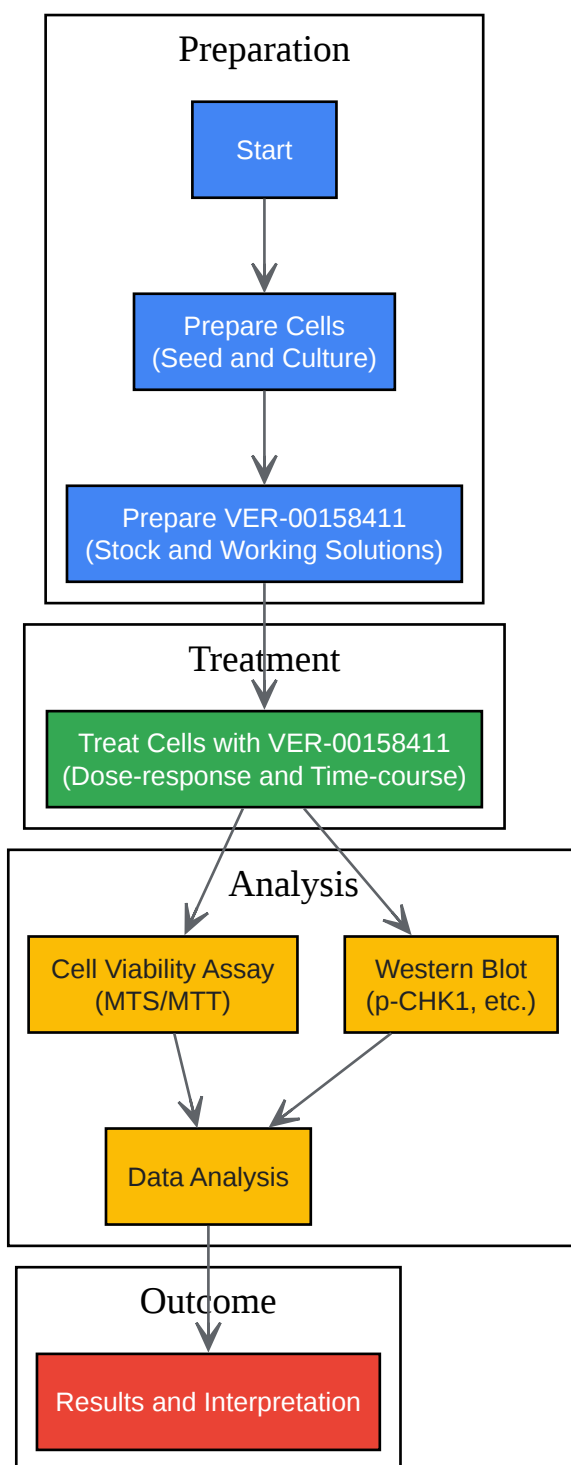 Preparation
Start
Prepare Cells
(Seed and Culture)
Prepare VER-00158411
(Stock and Working Solutions)
Treatment
Treat Cells with VER-00158411
(Dose-response and Time-course)
Analysis
Cell Viability Assay
(MTS/MTT)
Western Blot
(p-CHK1, etc.)
Data Analysis
Outcome
Results and Interpretation